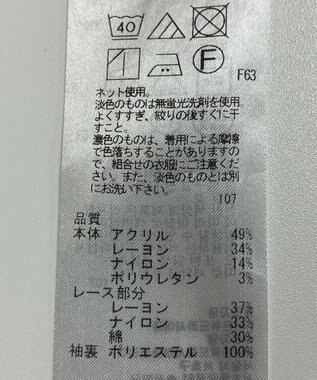 40
F
F63
ネット使用。
淡色のものは無蛍光洗剤を使用。
よくすすぎ、絞りの後すぐに干
すこと。
濃色のものは、着用による摩擦
で色落ちすることがありますの
で、組合せの衣服にご注意くだ
さい。また、淡色のものとは別
にお洗い下さい。
107
品質
本体 アクリル 49%
レーヨン 34%
ナイロン 14%
ポリウレタン 3%
レース部分
レーヨン 37%
ナイロン 33%
綿 30%
袖裏 ポリエステル 100%